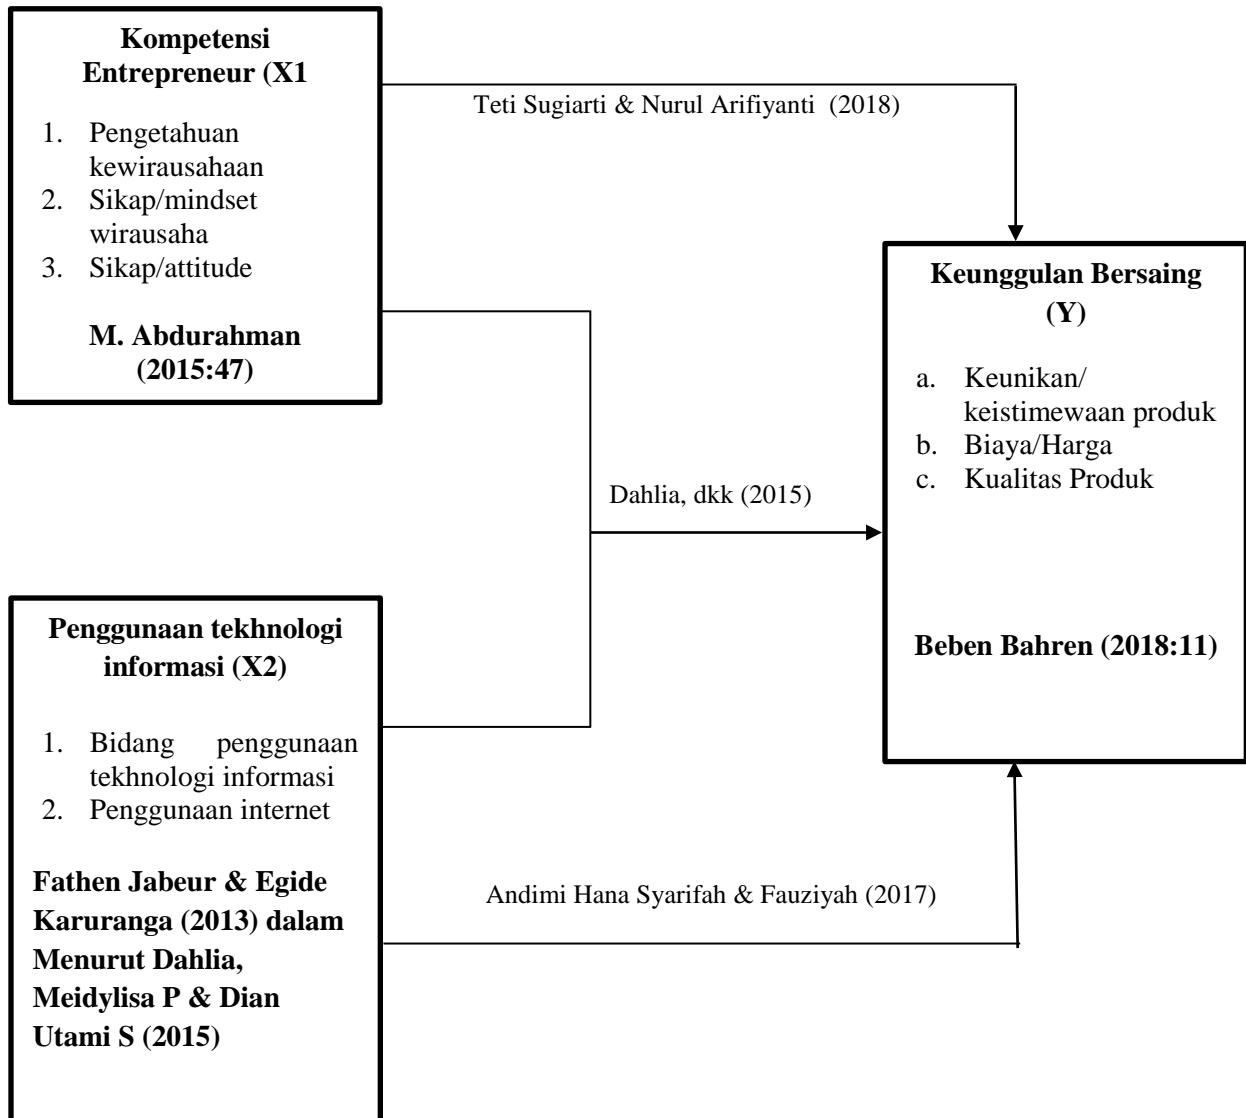 Kompetensi
Entrepreneur (X1
1. Pengetahuan
kewirausahaan
2. Sikap/mindset
wirausaha
3. Sikap/attitude
M. Abdurahman
(2015:47)
Teti Sugiarti & Nurul Arifiyanti (2018)
Keunggulan Bersaing
(Y)
a. Keunikan/
keistimewaan produk
b. Biaya/Harga
c. Kualitas Produk
Beben Bahren (2018:11)
Dahlia, dkk (2015)
Penggunaan tekhnologi
informasi (X2)
1. Bidang penggunaan
tekhnologi informasi
2. Penggunaan internet
Fathen Jabeur & Egide
Karuranga (2013) dalam
Menurut Dahlia,
Meidylisa P & Dian
Utami S (2015)
Andimi Hana Syarifah & Fauziyah (2017)